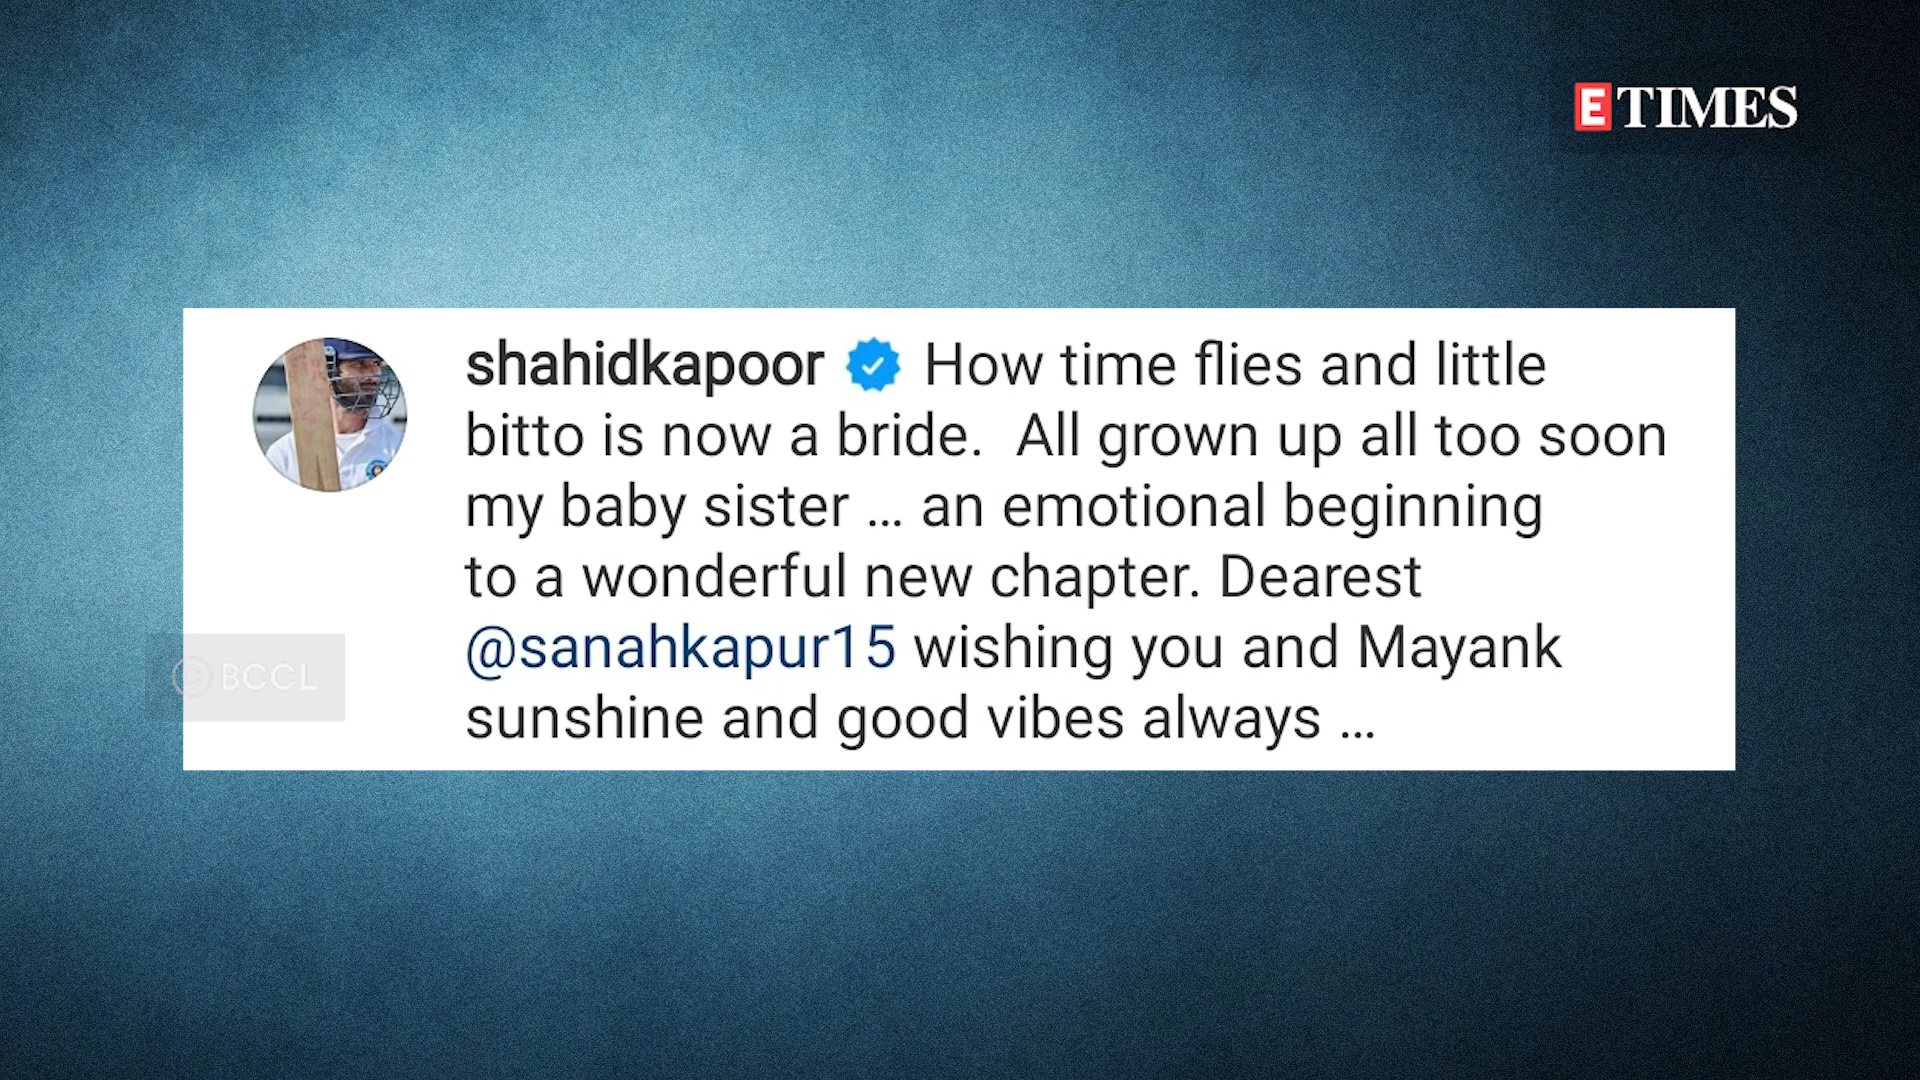 E TIMES
shahidkapoor How time flies and little
bitto is now a bride. All grown up all too soon
my baby sister ... an emotional beginning
to a wonderful new chapter. Dearest
@sanahkapur15 wishing you and Mayank
sunshine and good vibes always ...
BCCL